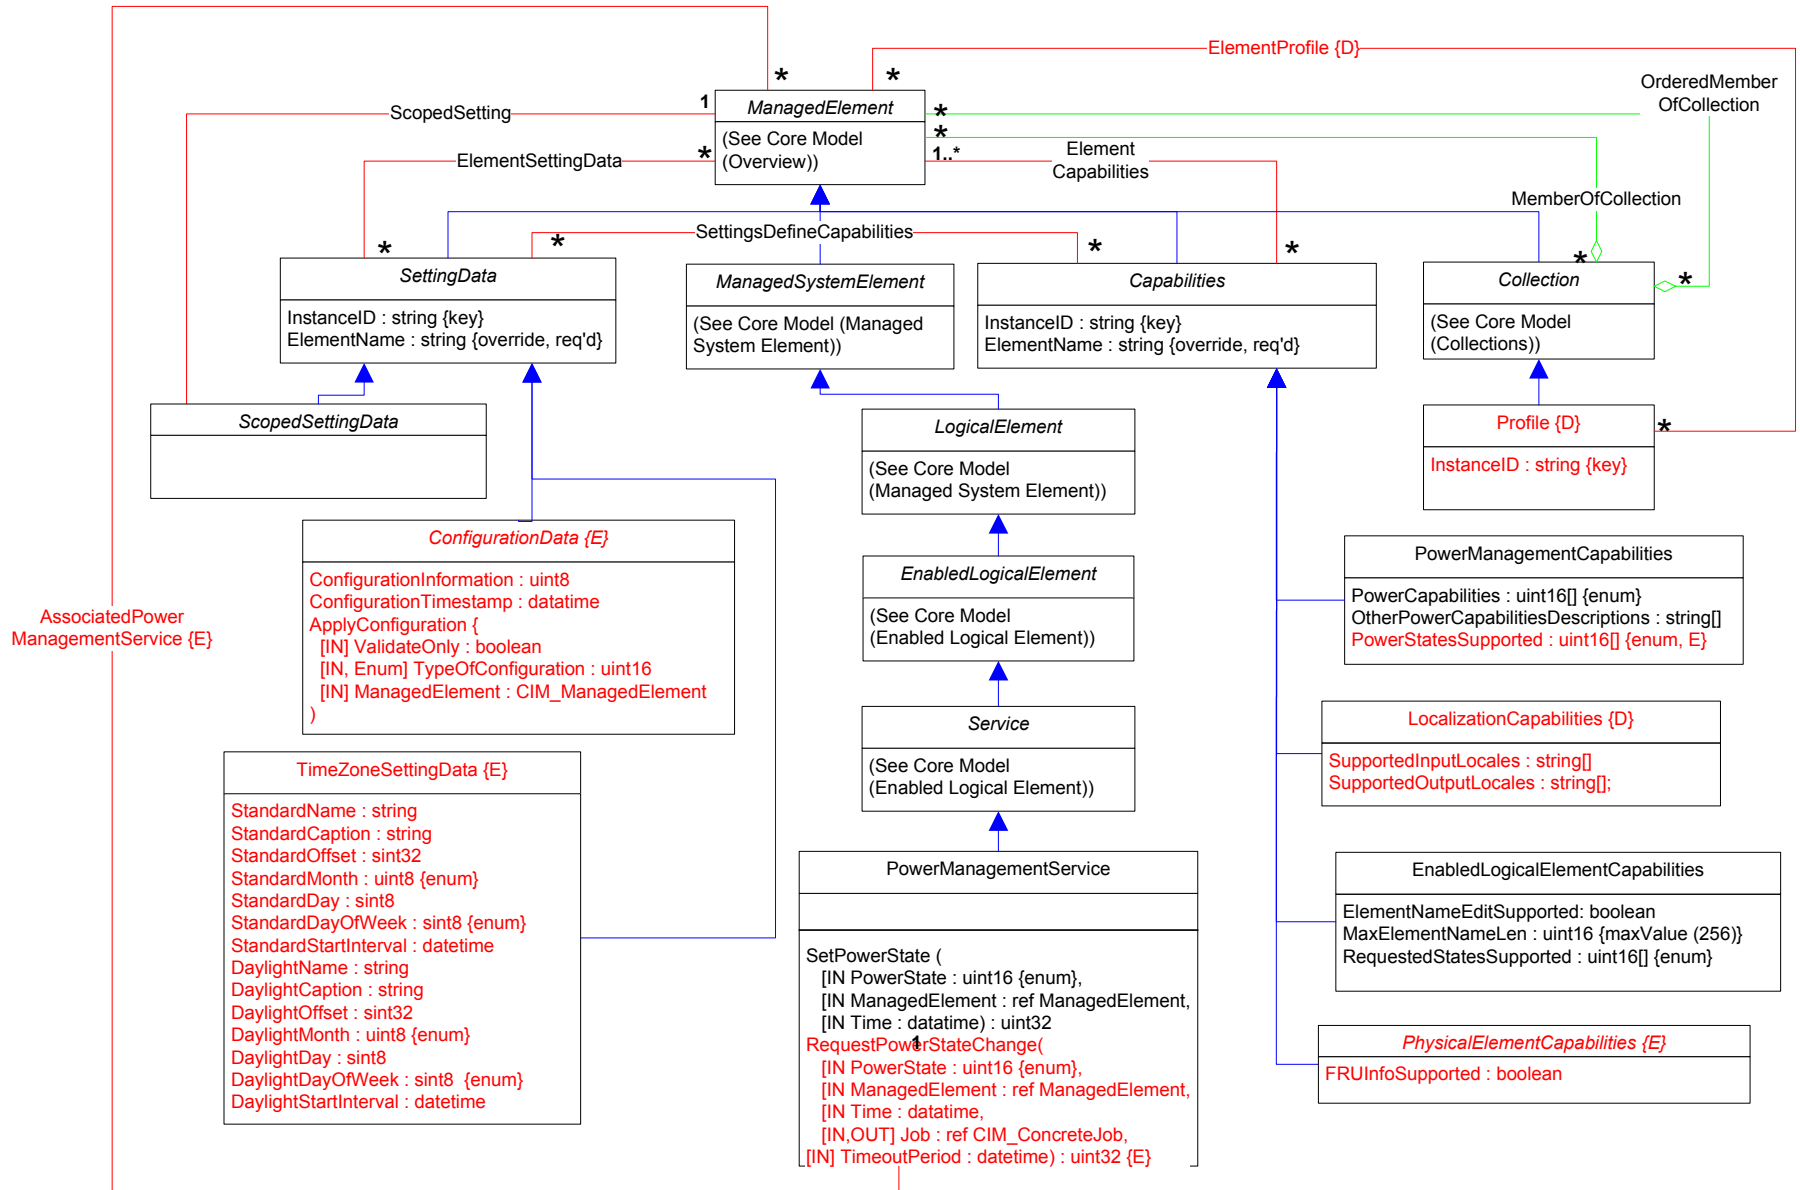 ElementProfile {D}
*
*
OrderedMember
OfCollection
ScopedSetting
1
ManagedElement
(See Core Model
(Overview))
*
*
1..*
Element
Capabilities
ElementSettingData
*
MemberOfCollection
*
*
SettingsDefineCapabilities
*
*
*
*
SettingData
InstanceID : string {key}
ElementName : string {override, req'd}
ManagedSystemElement
(See Core Model (Managed
System Element))
Capabilities
InstanceID : string {key}
ElementName : string {override, req'd}
Collection
(See Core Model
(Collections))
*
ScopedSettingData
LogicalElement
(See Core Model
(Managed System Element))
Profile {D}
InstanceID : string {key}
ConfigurationData {E}
ConfigurationInformation : uint8
ConfigurationTimestamp : datatime
ApplyConfiguration {
[IN] ValidateOnly : boolean
[IN, Enum] TypeOfConfiguration : uint16
[IN] ManagedElement : CIM_ManagedElement
)
EnabledLogicalElement
(See Core Model
(Enabled Logical Element))
PowerManagementCapabilities
PowerCapabilities : uint16[] {enum}
OtherPowerCapabilitiesDescriptions : string[]
PowerStatesSupported : uint16[] {enum, E}
AssociatedPower
ManagementService {E}
Service
(See Core Model
(Enabled Logical Element))
LocalizationCapabilities {D}
SupportedInputLocales : string[]
SupportedOutputLocales : string[];
TimeZoneSettingData {E}
StandardName : string
StandardCaption : string
StandardOffset : sint32
StandardMonth : uint8 {enum}
StandardDay : sint8
StandardDayOfWeek : sint8 {enum}
StandardStartInterval : datetime
DaylightName : string
DaylightCaption : string
DaylightOffset : sint32
DaylightMonth : uint8 {enum}
DaylightDay : sint8
DaylightDayOfWeek : sint8 {enum}
DaylightStartInterval : datetime
PowerManagementService
SetPowerState (
[IN PowerState : uint16 {enum},
[IN ManagedElement : ref ManagedElement,
[IN Time : datatime) : uint32
1
RequestPowerStateChange(
[IN PowerState : uint16 {enum},
[IN ManagedElement : ref ManagedElement,
[IN Time : datatime,
[IN,OUT] Job : ref CIM_ConcreteJob,
[IN] TimeoutPeriod : datetime) : uint32 {E}
EnabledLogicalElementCapabilities
ElementNameEditSupported: boolean
MaxElementNameLen : uint16 {maxValue (256)}
RequestedStatesSupported : uint16[] {enum}
PhysicalElementCapabilities {E}
FRUInfoSupported : boolean